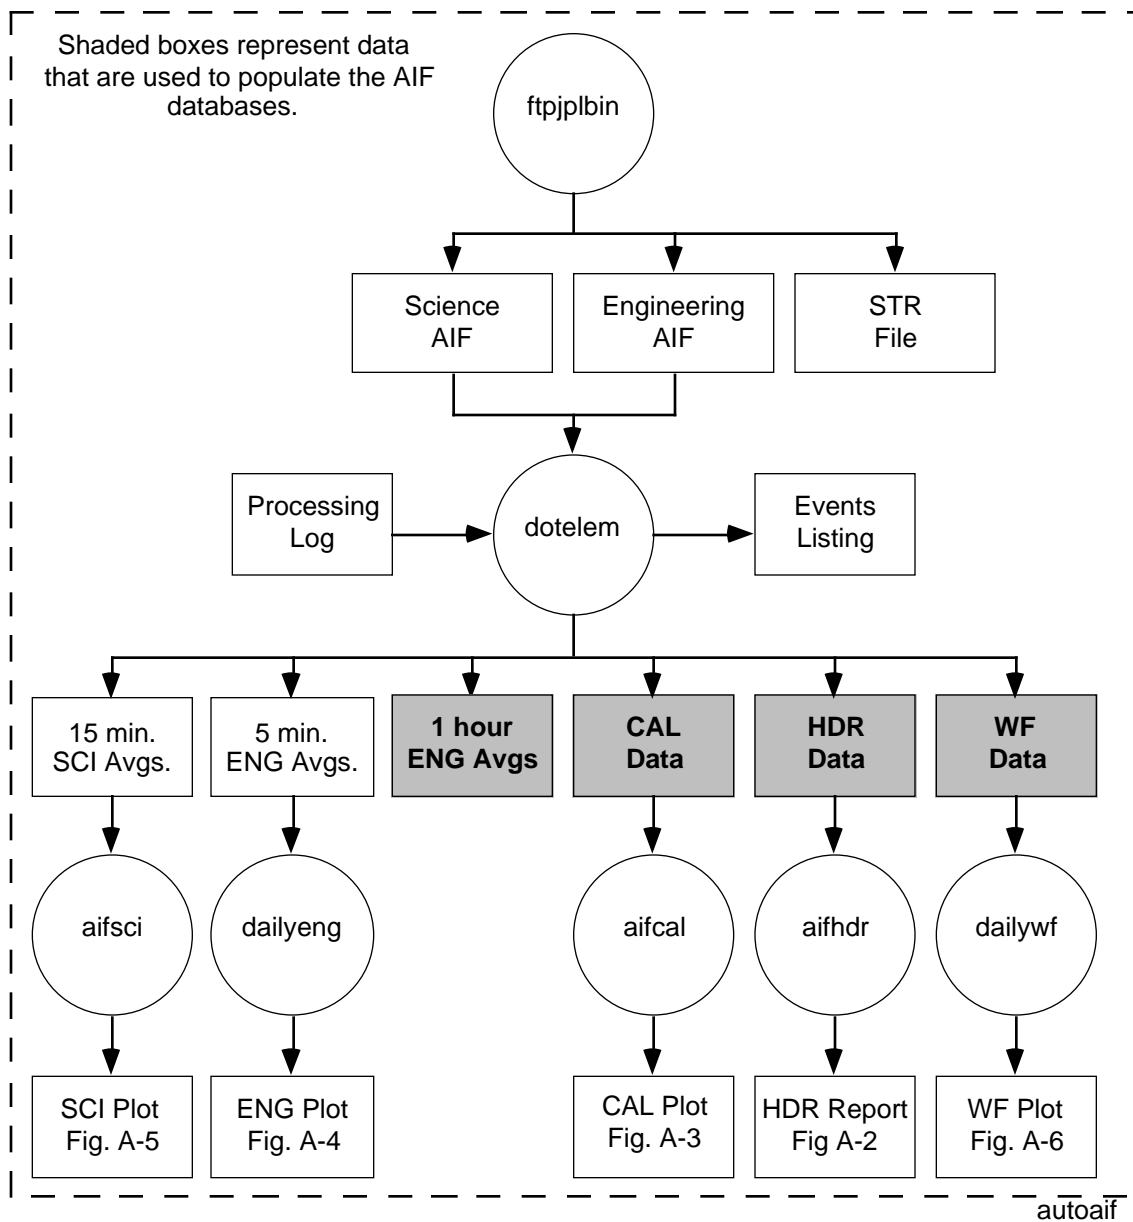 Shaded boxes represent data
that are used to populate the AIF
databases.
ftpjplbin
Science
AIF
Engineering
AIF
STR
File
Processing
Log
dotelem
Events
Listing
15 min.
SCI Avgs.
5 min.
ENG Avgs.
1 hour
ENG Avgs
CAL
Data
HDR
Data
WF
Data
aifsci
dailyeng
aifcal
aifhdr
dailywf
SCI Plot
Fig. A-5
ENG Plot
Fig. A-4
CAL Plot
Fig. A-3
HDR Report
Fig A-2
WF Plot
Fig. A-6
autoaif